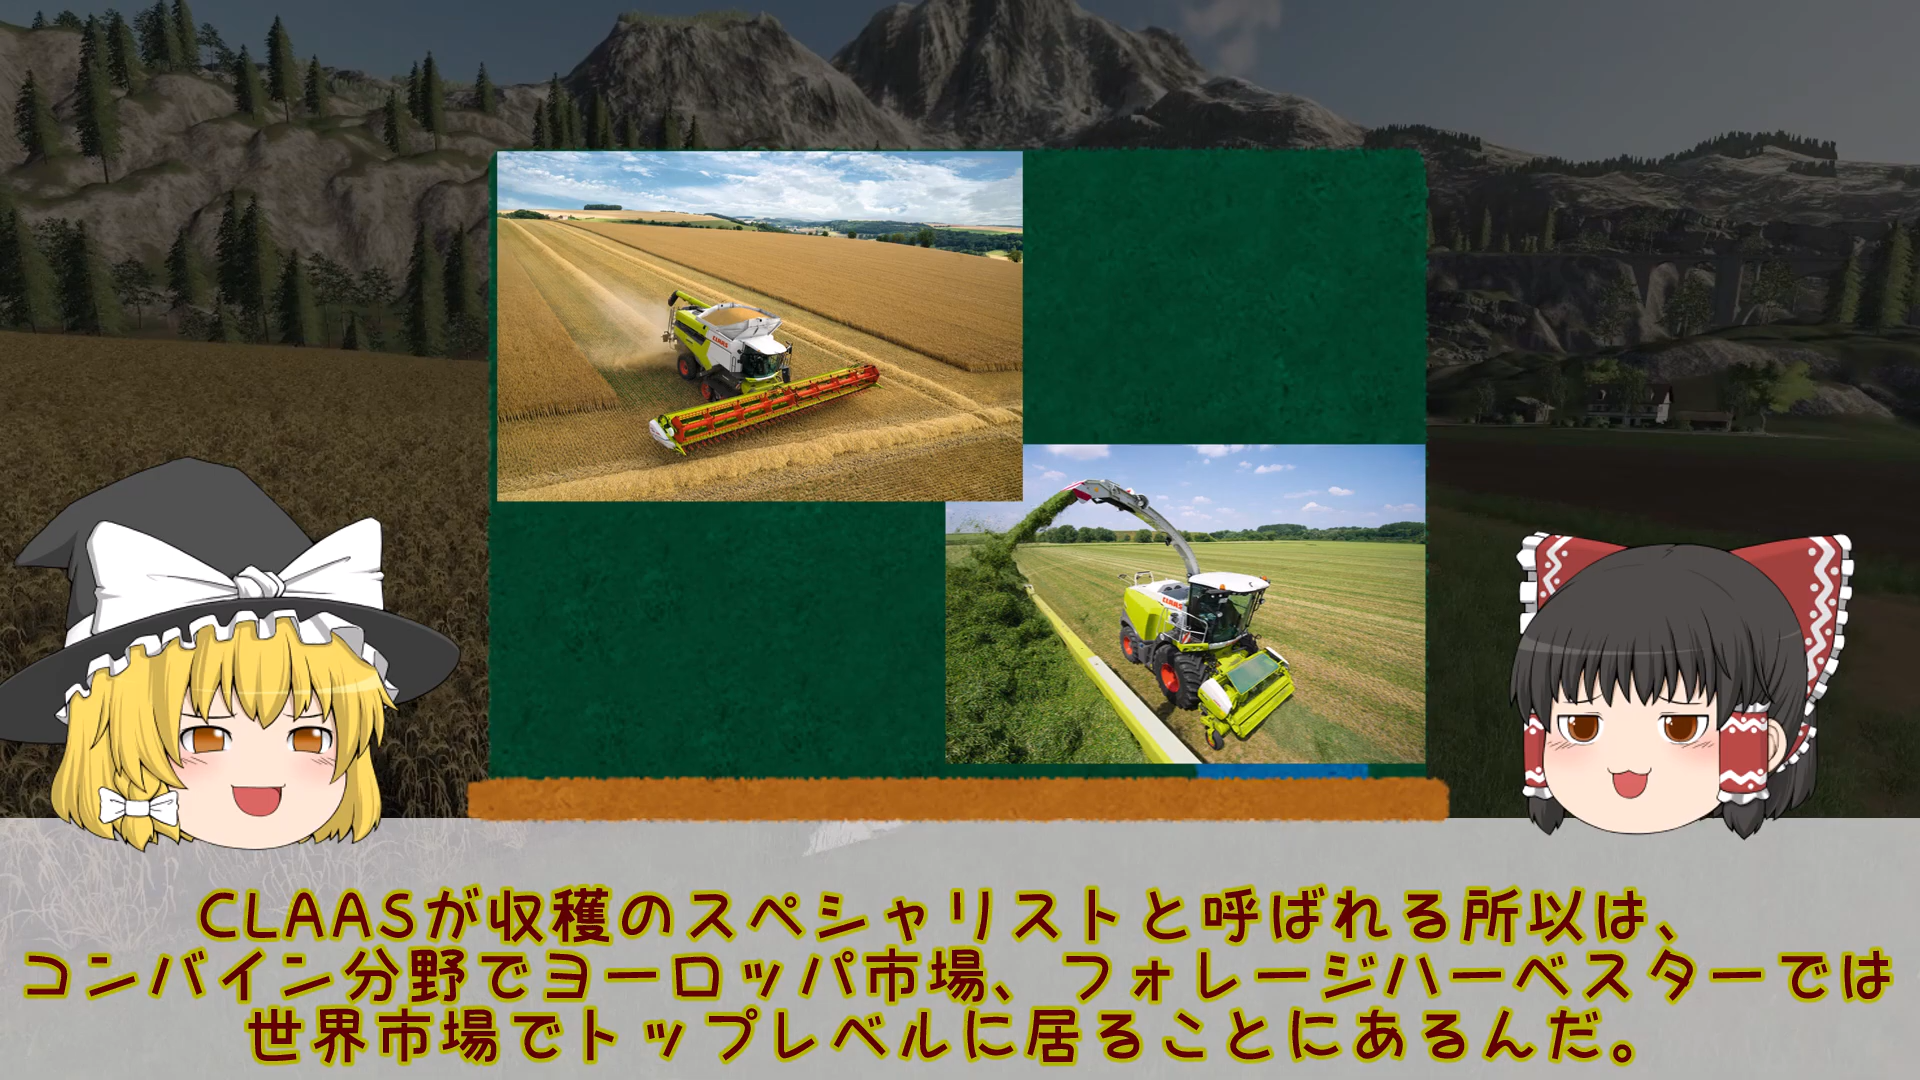 CLAAS
CLAAS
CLAASが収穫のスペシャリストと呼ばれる所以は、
コンバイン分野でヨーロッパ市場、フォレージハーベスターでは
世界市場でトップレベルに居ることにあるんだ。